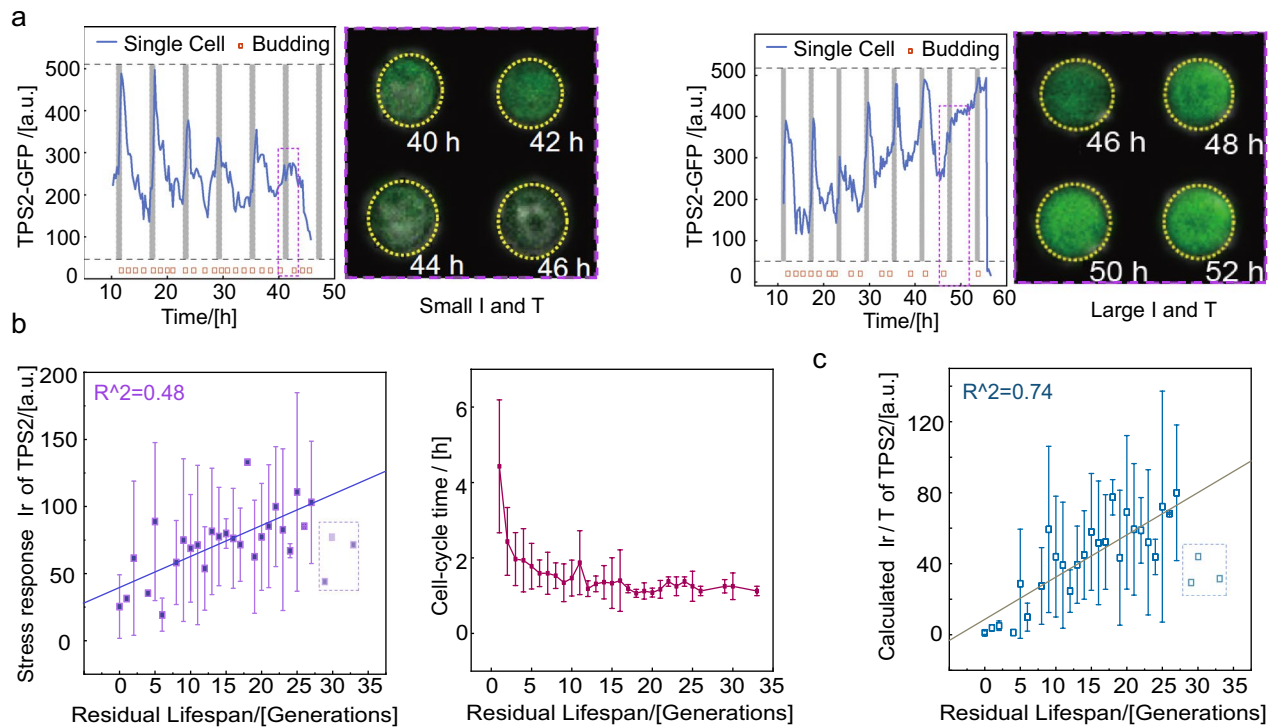 a
Single Cell Budding
TPS2-GFP /[a.u.]
500
400
300
200
100
0
10 20 30 40 50
Time/[h]
40 h
42 h
44 h
46 h
Small I and T
Single Cell Budding
TPS2-GFP/[a.u.]
500
400
300
200
100
0
10 20 30 40 50 60
Time/[h]
46 h
48 h
50 h
52 h
Large I and T
b
R^2=0.48
Stress response Ir of TPS2/[a.u.]
200
150
100
50
0
0 5 10 15 20 25 30 35
Residual Lifespan/[Generations]
Cell-cycle time / [h]
6
4
2
0
0 5 10 15 20 25 30 35
Residual Lifespan/[Generations]
c
R^2=0.74
Calculated Ir / T of TPS2/[a.u.]
120
80
40
0
0 5 10 15 20 25 30 35
Residual Lifespan/[Generations]